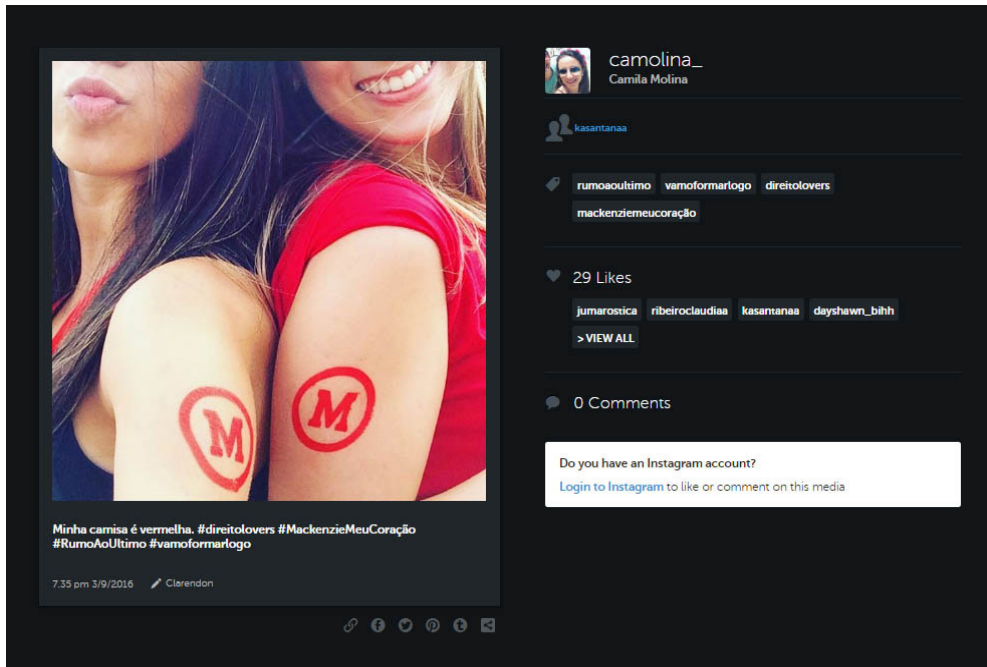 M
M
Minha camisa é vermelha. #direitolovers #MackenzieMeuCoração
#RumoAoUltimo #vamoformarlogo
7.35 pm 3/9/2016 Clarendon
camolina_
Camila Molina
kasantanaa
rumoaoultimo vamoformarlogo direitolovers
mackenziemeucoração
29 Likes
jumarostica ribeiroclaudiaa kasantanaa dayshawn_bihh
> VIEW ALL
0 Comments
Do you have an Instagram account?
Login to Instagram to like or comment on this media